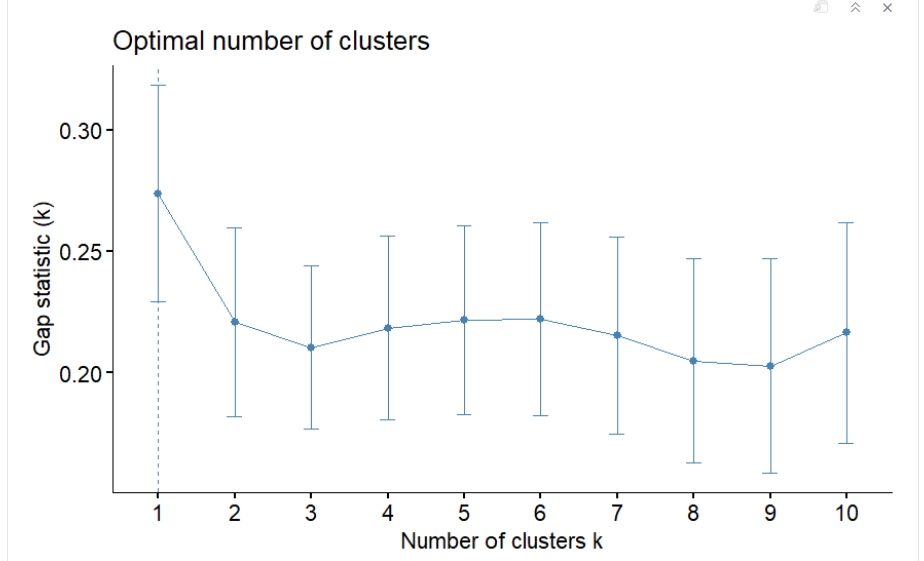 Optimal number of clusters
0.30
0.25
0.20
Gap statistic (k)
1 2 3 4 5 6 7 8 9 10
Number of clusters k